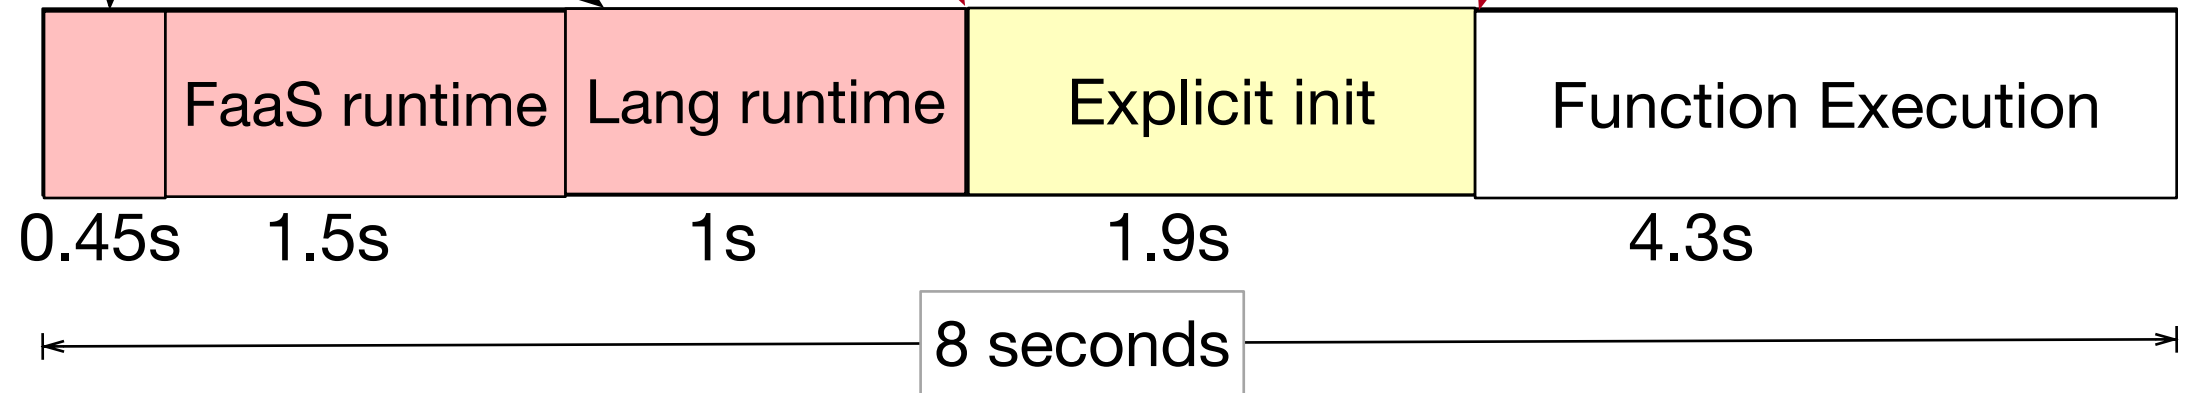 FaaS runtime Lang runtime Explicit init Function Execution
0.45s 1.5s 1s 1.9s 4.3s
8 seconds